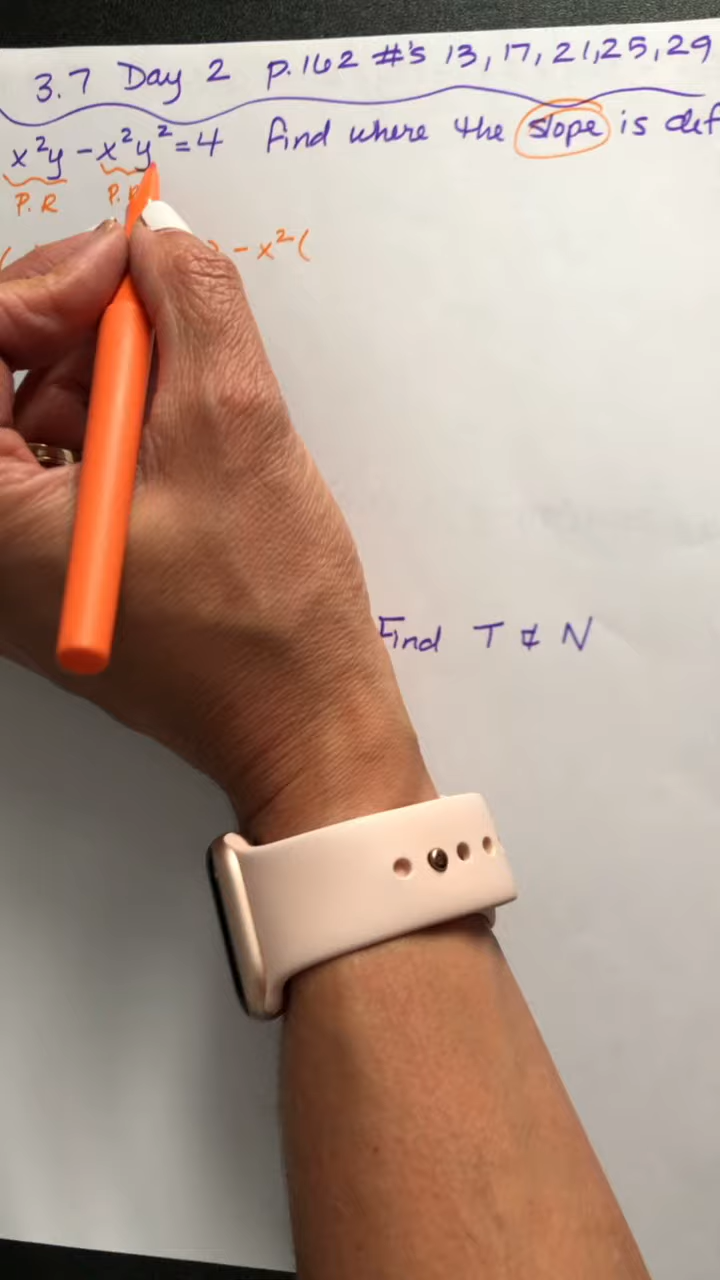 3.7 Day 2 p.162 #'s 13, 17, 21, 25, 29
x²y - x²y² = 4 find where the slope is def
P.R P.R
( ) - x²(
Find T & N